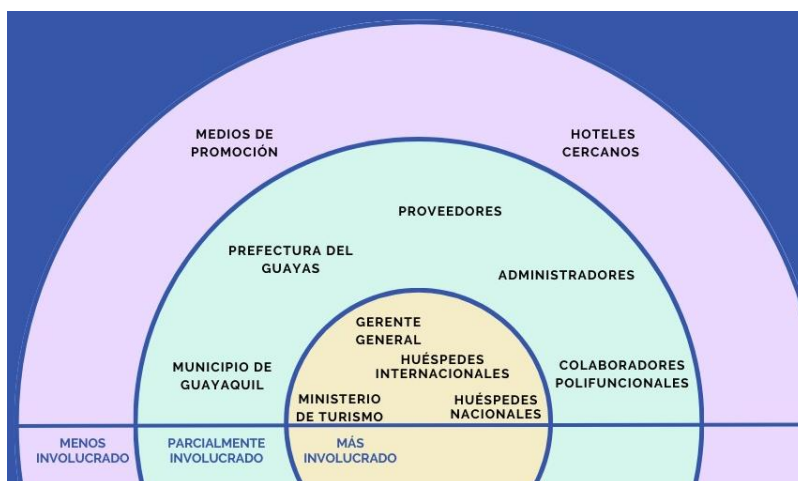 MEDIOS DE
PROMOCIÓN
HOTELES
CERCANOS
PROVEEDORES
PREFECTURA DEL
GUAYAS
ADMINISTRADORES
GERENTE
GENERAL
HUÉSPEDES
INTERNACIONALES
MUNICIPIO DE
GUAYAQUIL
COLABORADORES
POLIFUNCIONALES
MINISTERIO
DE TURISMO
HUÉSPEDES
NACIONALES
MENOS
INVOLUCRADO
PARCIALMENTE
INVOLUCRADO
MÁS
INVOLUCRADO